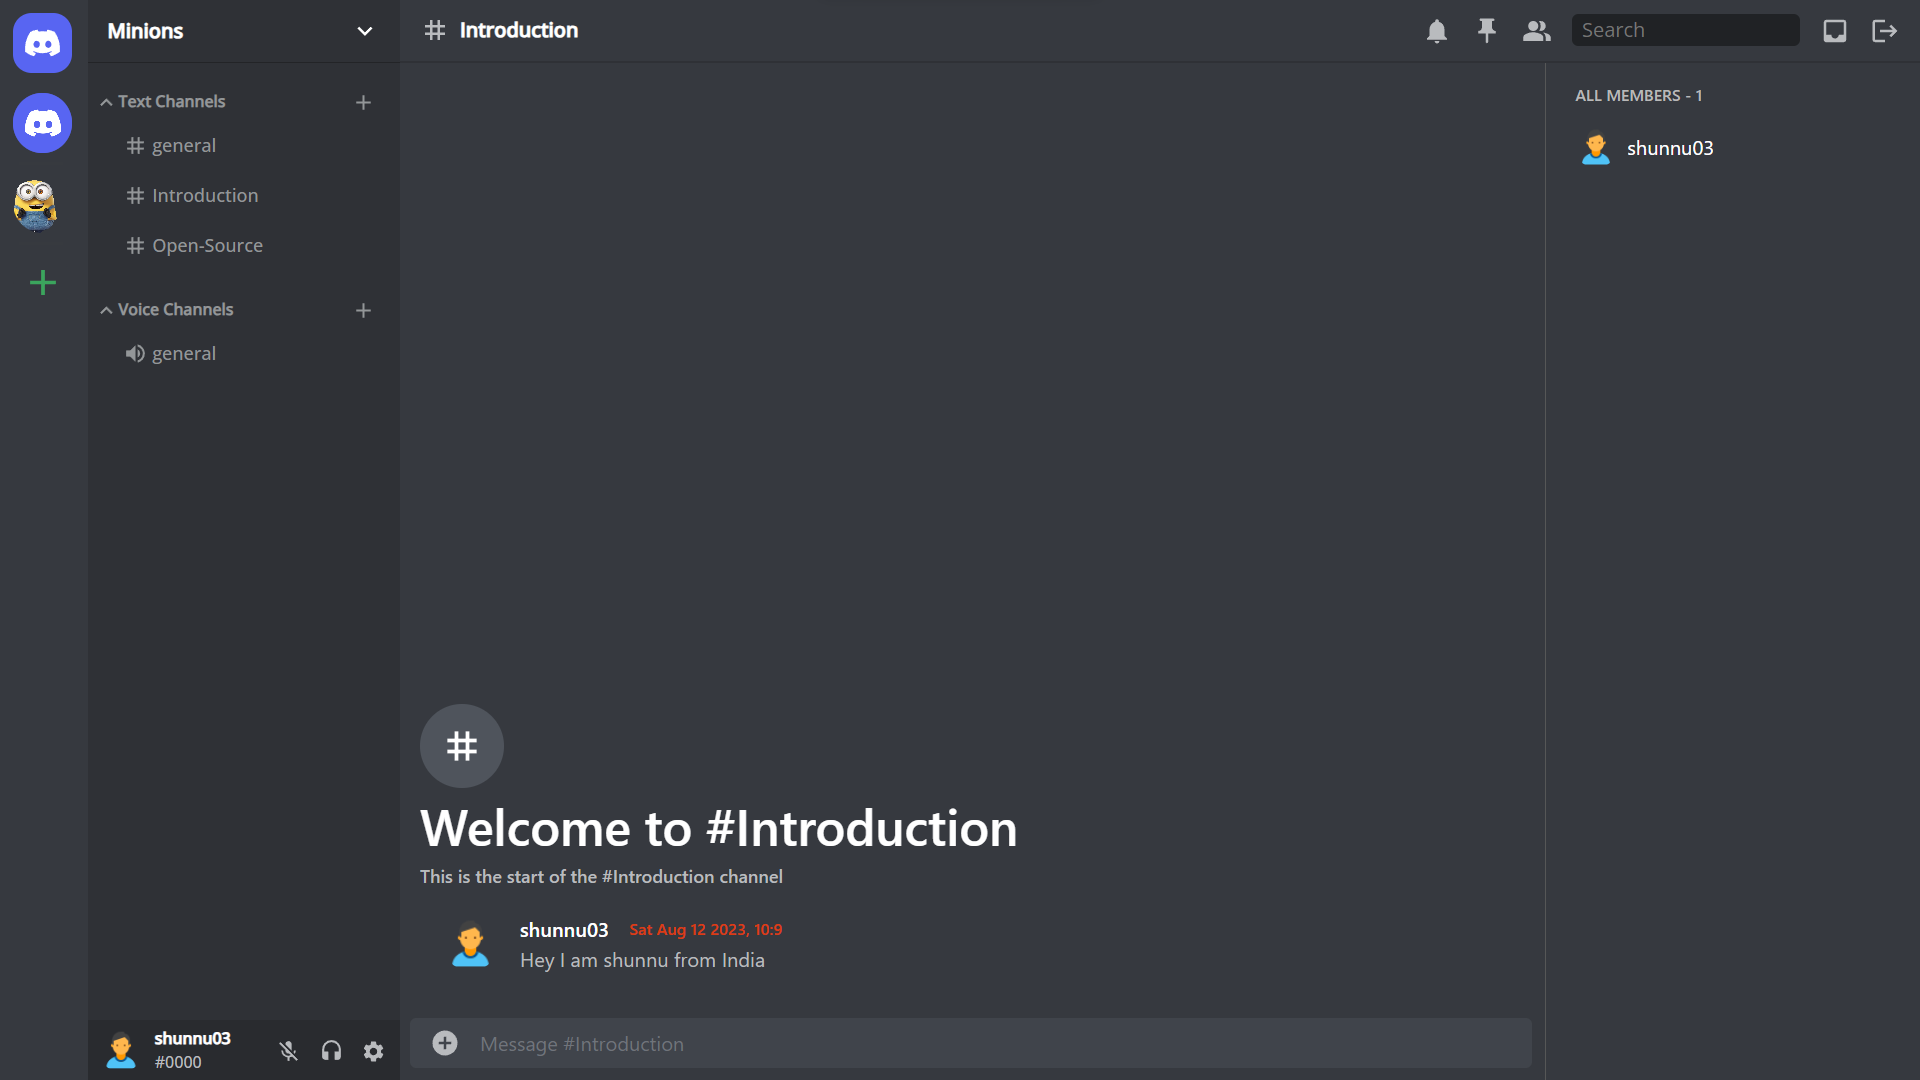 Minions
Introduction
Search
Text Channels
general
Introduction
Open-Source
Voice Channels
general
ALL MEMBERS - 1
shunnu03
Welcome to #Introduction
This is the start of the #Introduction channel
shunnu03 Sat Aug 12 2023, 10:9
Hey I am shunnu from India
shunnu03
#0000
Message #Introduction